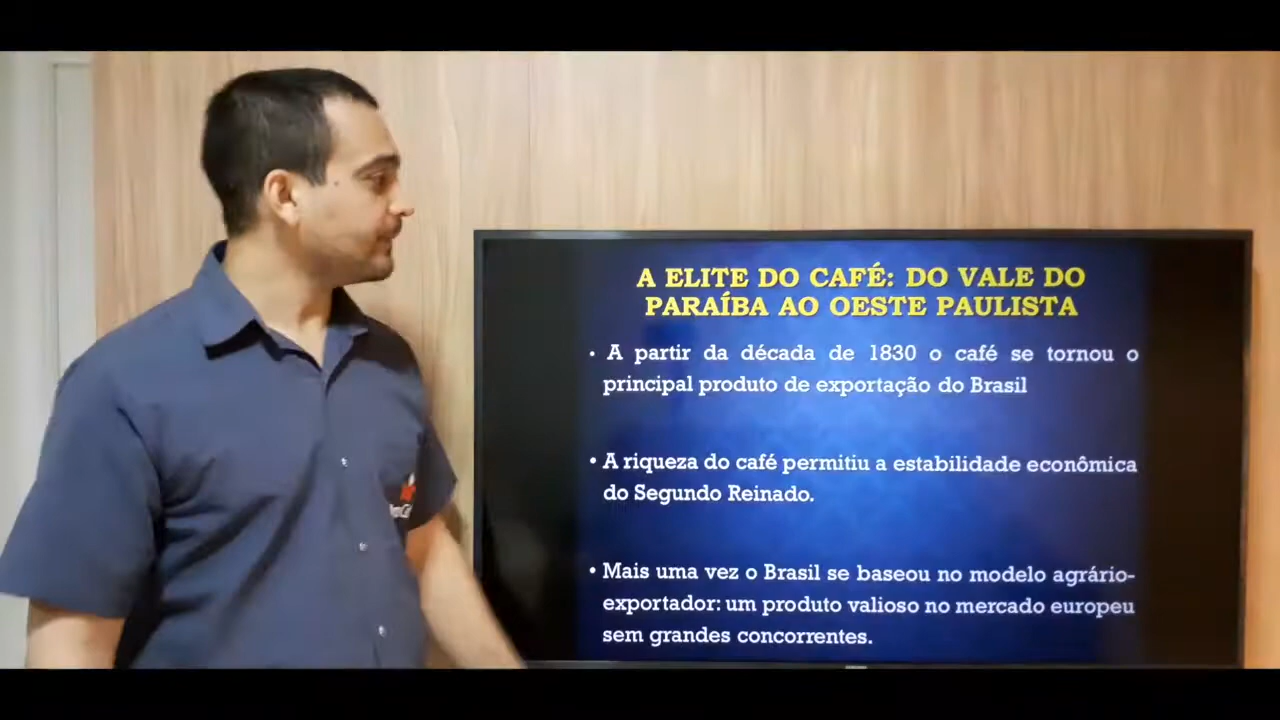 A ELITE DO CAFÉ: DO VALE DO
PARAÍBA AO OESTE PAULISTA
• A partir da década de 1830 o café se tornou o
principal produto de exportação do Brasil
• A riqueza do café permitiu a estabilidade econômica
do Segundo Reinado.
• Mais uma vez o Brasil se baseou no modelo agrário-
exportador: um produto valioso no mercado europeu
sem grandes concorrentes.